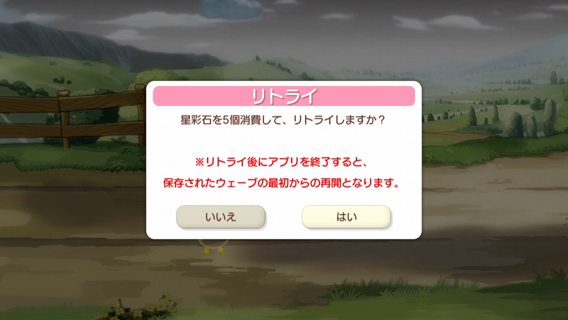 リトライ
星彩石を5個消費して、リトライしますか？
※リトライ後にアプリを終了すると、
保存されたウェーブの最初からの再開となります。
いいえ
はい